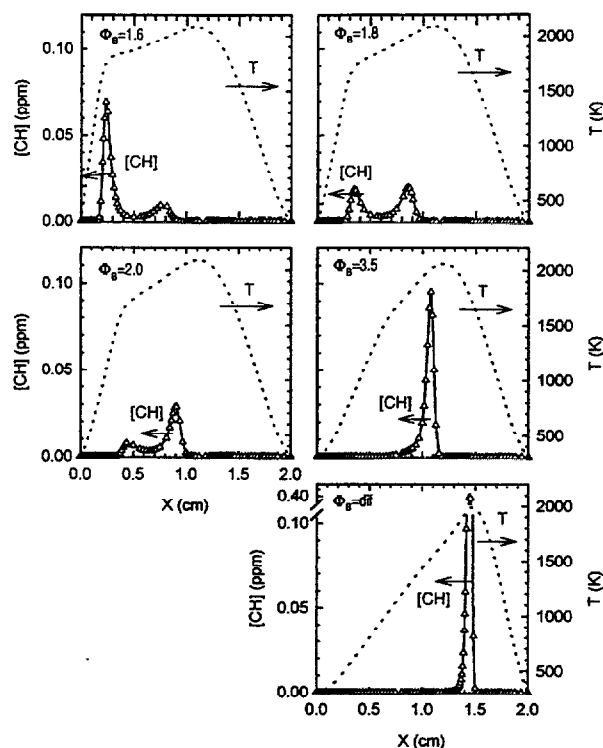 Φ_B=1.6
Φ_B=1.8
0.10
0.05
0.00
[CH] (ppm)
T
[CH]
T
[CH]
2000
1500
1000
500
T (K)
Φ_B=2.0
Φ_B=3.5
0.10
0.05
0.00
[CH] (ppm)
T
[CH]
T
[CH]
2000
1500
1000
500
T (K)
0.0 0.5 1.0 1.5 2.0
X (cm)
0.40
Φ_B=diff
0.10
0.05
0.00
[CH] (ppm)
T
[CH]
2000
1500
1000
500
T (K)
0.0 0.5 1.0 1.5 2.0
X (cm)